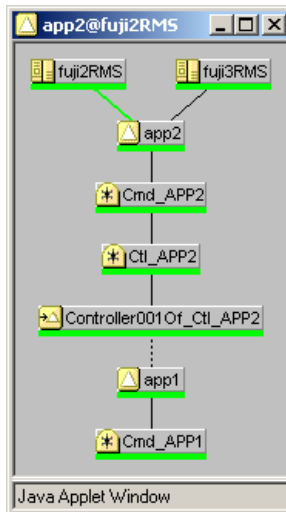 app2@fuji2RMS
fuji2RMS fuji3RMS
app2
Cmd_APP2
Ctl_APP2
Controller001Of_Ctl_APP2
app1
Cmd_APP1
Java Applet Window